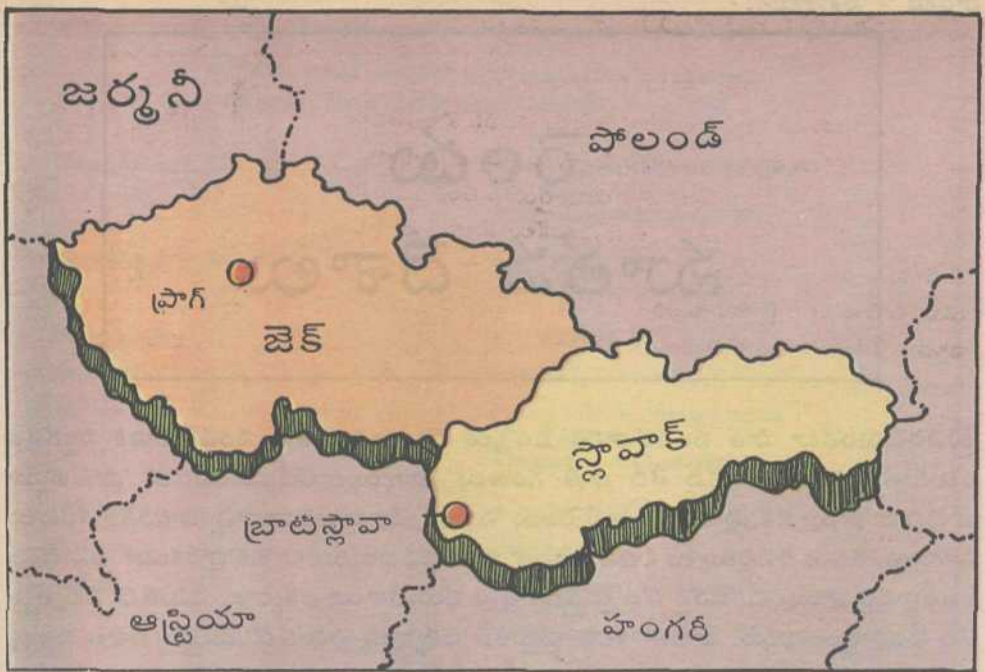 జర్మనీ
పోలండ్
ప్రాగ్
జెక్
స్లొవాక్
బ్రాటిస్లావా
ఆస్ట్రియా
హంగరీ